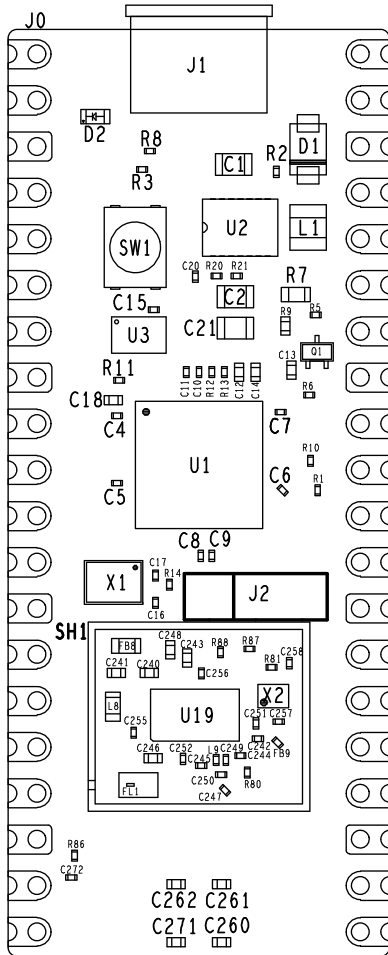 J0
J1
D2
R8
R3
C1
R2
D1
SW1
U2
L1
C20 R20 R21
R7
C15
C2
U3
C21
R9
R5
Q1
R11
C13
C11 C10 R12 R13 C12 C14
C18
R6
C4
C7
U1
R10
C5
C6
R1
C8 C9
X1
C17
R14
C16
J2
SH1
FB8
C248
C243
R88
R87
C258
C241 C240
C256
R81
L8
X2
C255
U19
C251 C257
C246
C252
C245
L9 C249
C242
C244
FB9
FL1
C250
C247
R80
R86
C272
C262 C261
C271 C260